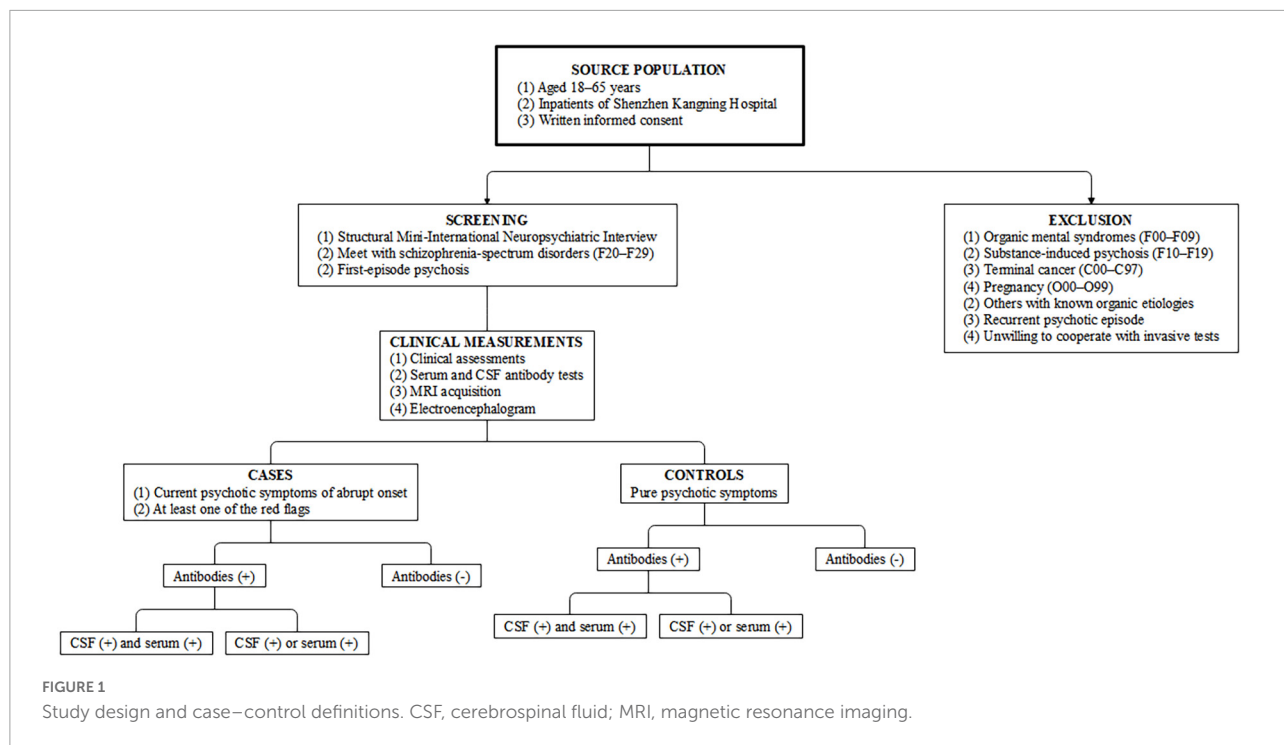 SOURCE POPULATION
(1) Aged 18–65 years
(2) Inpatients of Shenzhen Kangning Hospital
(3) Written informed consent
SCREENING
(1) Structural Mini-International Neuropsychiatric Interview
(2) Meet with schizophrenia-spectrum disorders (F20–F29)
(2) First-episode psychosis
EXCLUSION
(1) Organic mental syndromes (F00–F09)
(2) Substance-induced psychosis (F10–F19)
(3) Terminal cancer (C00–C97)
(4) Pregnancy (O00–O99)
(2) Others with known organic etiologies
(3) Recurrent psychotic episode
(4) Unwilling to cooperate with invasive tests
CLINICAL MEASUREMENTS
(1) Clinical assessments
(2) Serum and CSF antibody tests
(3) MRI acquisition
(4) Electroencephalogram
CASES
(1) Current psychotic symptoms of abrupt onset
(2) At least one of the red flags
CONTROLS
Pure psychotic symptoms
Antibodies (+)
Antibodies (-)
Antibodies (+)
Antibodies (-)
CSF (+) and serum (+)
CSF (+) or serum (+)
CSF (+) and serum (+)
CSF (+) or serum (+)
FIGURE 1
Study design and case–control definitions. CSF, cerebrospinal fluid; MRI, magnetic resonance imaging.